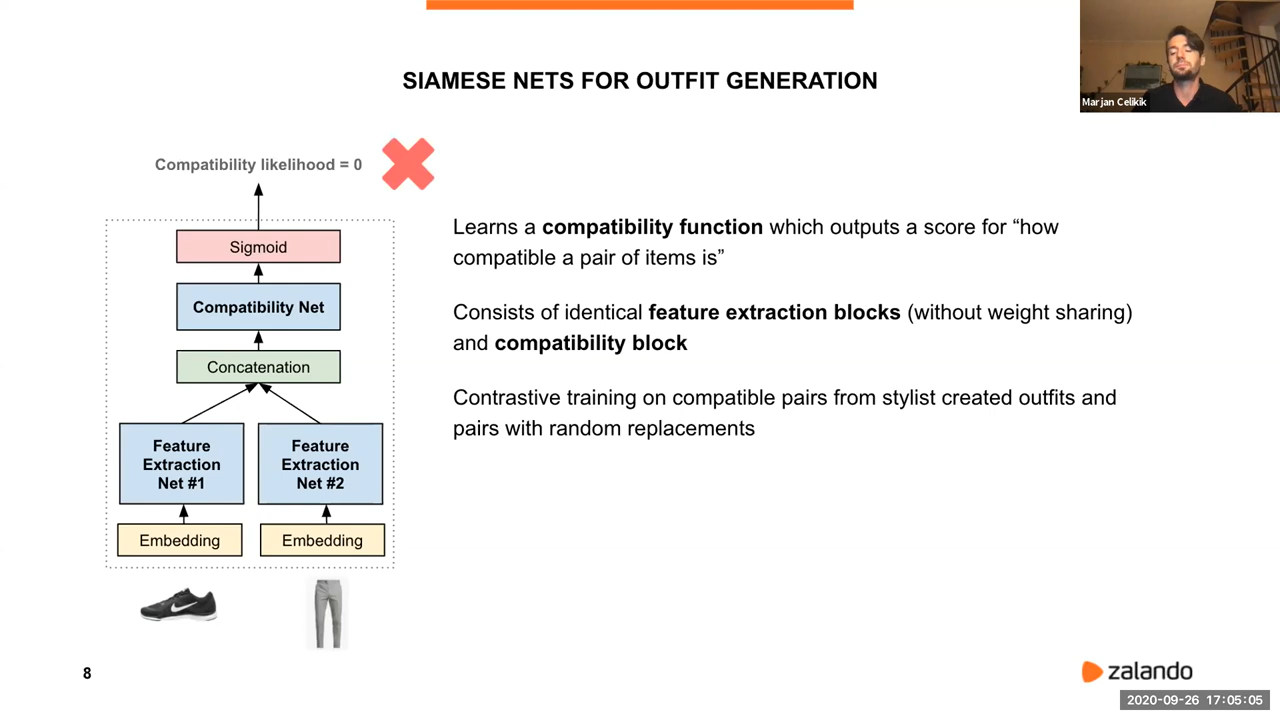 SIAMESE NETS FOR OUTFIT GENERATION
Marjan Celikik
Compatibility likelihood = 0
Sigmoid
Compatibility Net
Concatenation
Feature
Extraction
Net #1
Feature
Extraction
Net #2
Embedding
Embedding
Learns a compatibility function which outputs a score for “how
compatible a pair of items is”
Consists of identical feature extraction blocks (without weight sharing)
and compatibility block
Contrastive training on compatible pairs from stylist created outfits and
pairs with random replacements
8
zalando
2020-09-26 17:05:05